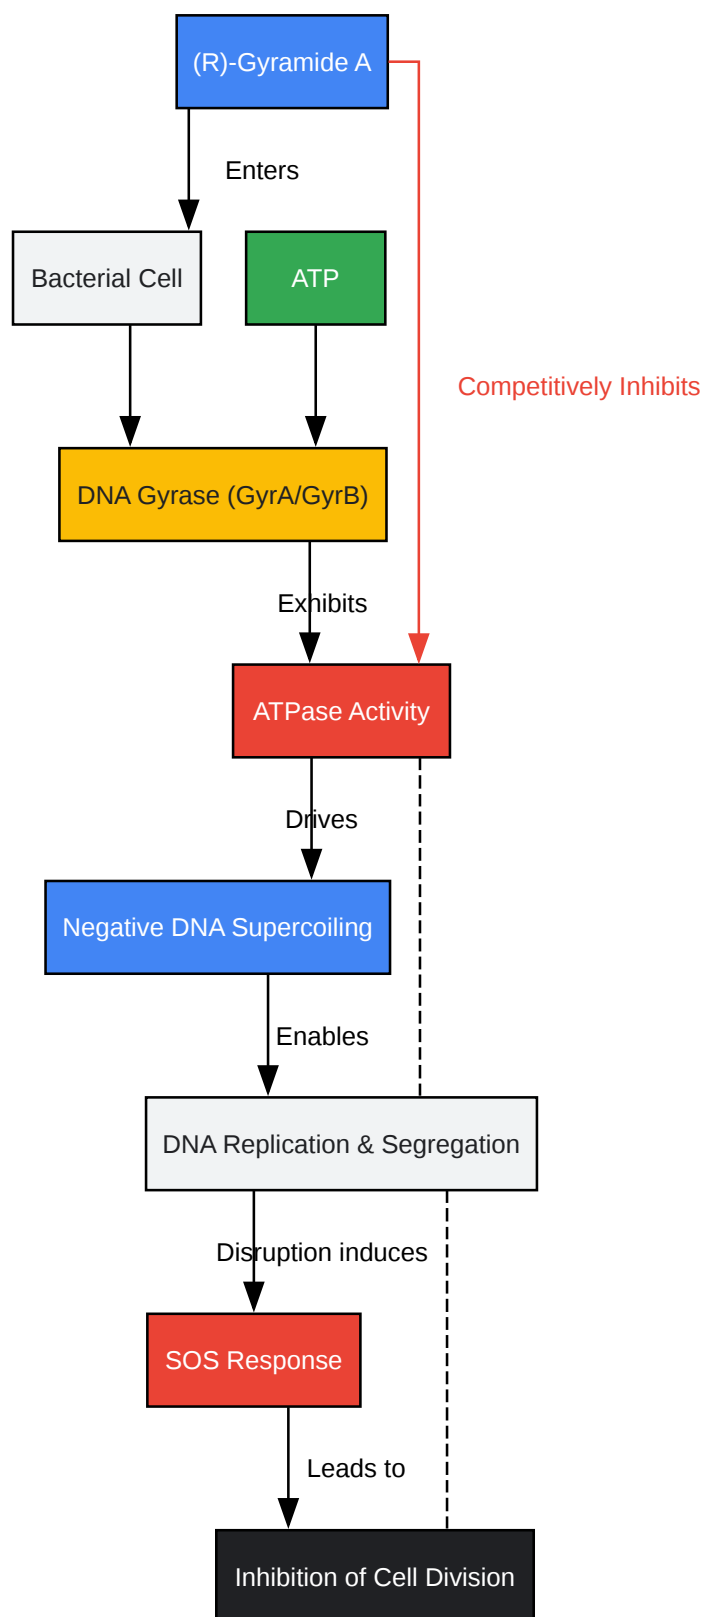 (R)-Gyramide A
Enters
Bacterial Cell
ATP
Competitively Inhibits
DNA Gyrase (GyrA/GyrB)
Exhibits
ATPase Activity
Drives
Negative DNA Supercoiling
Enables
DNA Replication & Segregation
Disruption induces
SOS Response
Leads to
Inhibition of Cell Division